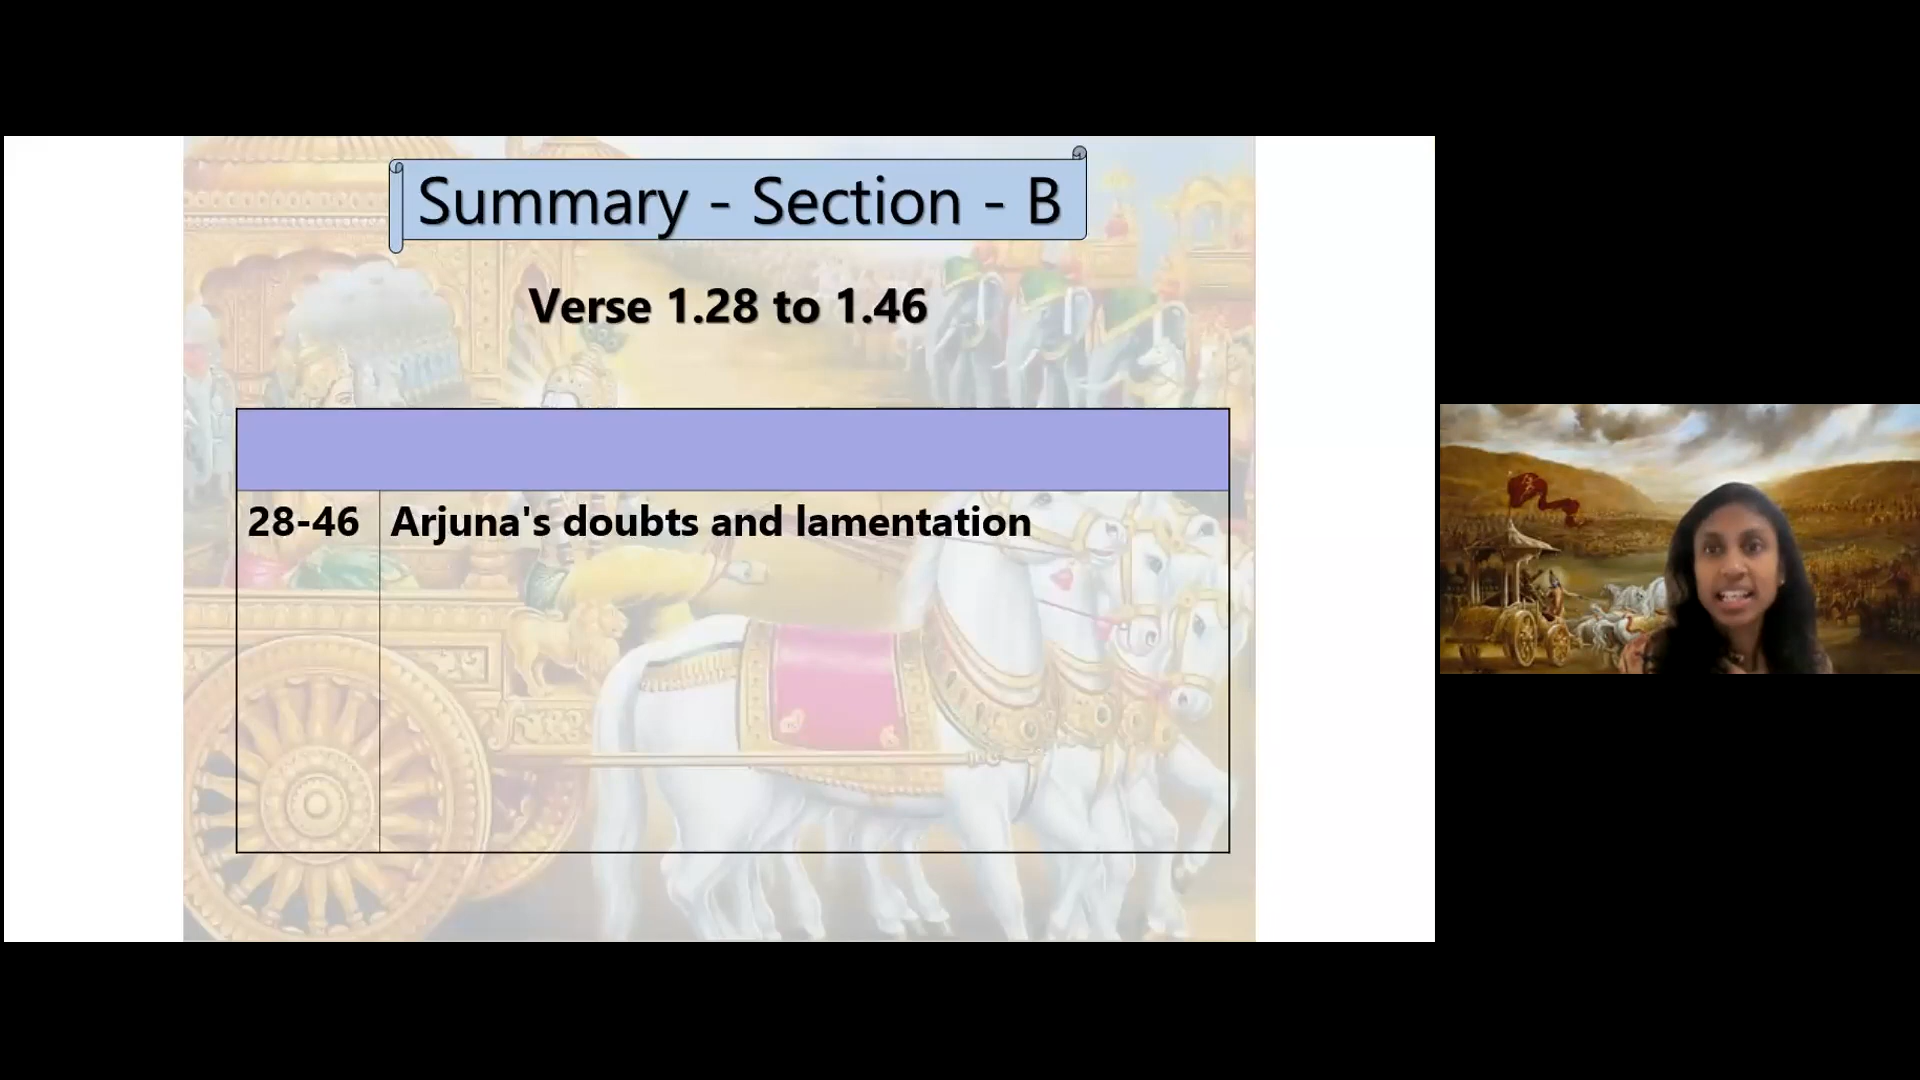 Summary - Section - B
Verse 1.28 to 1.46
28-46 Arjuna's doubts and lamentation